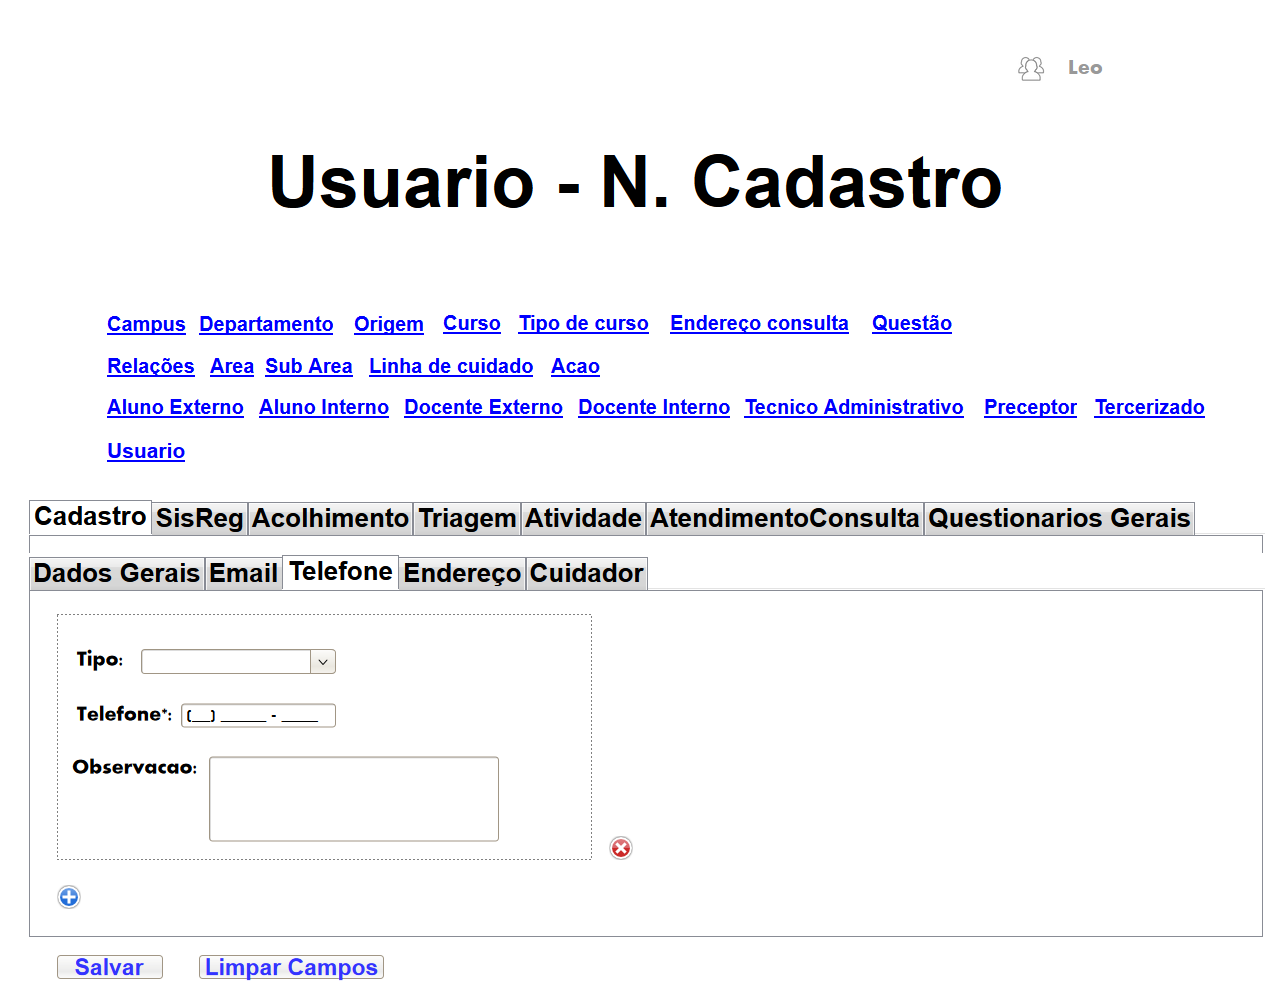 Leo
Usuario - N. Cadastro
Campus Departamento Origem Curso Tipo de curso Endereço consulta Questão
Relações Area Sub Area Linha de cuidado Acao
Aluno Externo Aluno Interno Docente Externo Docente Interno Tecnico Administrativo Preceptor Tercerizado
Usuario
Cadastro SisReg Acolhimento Triagem Atividade AtendimentoConsulta Questionarios Gerais
Dados Gerais Email Telefone Endereço Cuidador
Tipo:
Telefone*: (__) _____ - ____
Observacao:
Salvar Limpar Campos